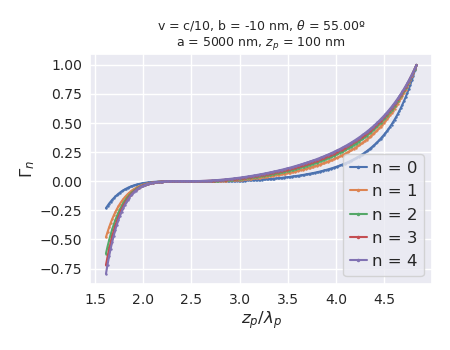 v = c/10, b = -10 nm, θ = 55.00º
a = 5000 nm, z_p = 100 nm
1.00
0.75
0.50
0.25
0.00
−0.25
−0.50
−0.75
Γ_n
n = 0
n = 1
n = 2
n = 3
n = 4
1.5 2.0 2.5 3.0 3.5 4.0 4.5
z_p/λ_p